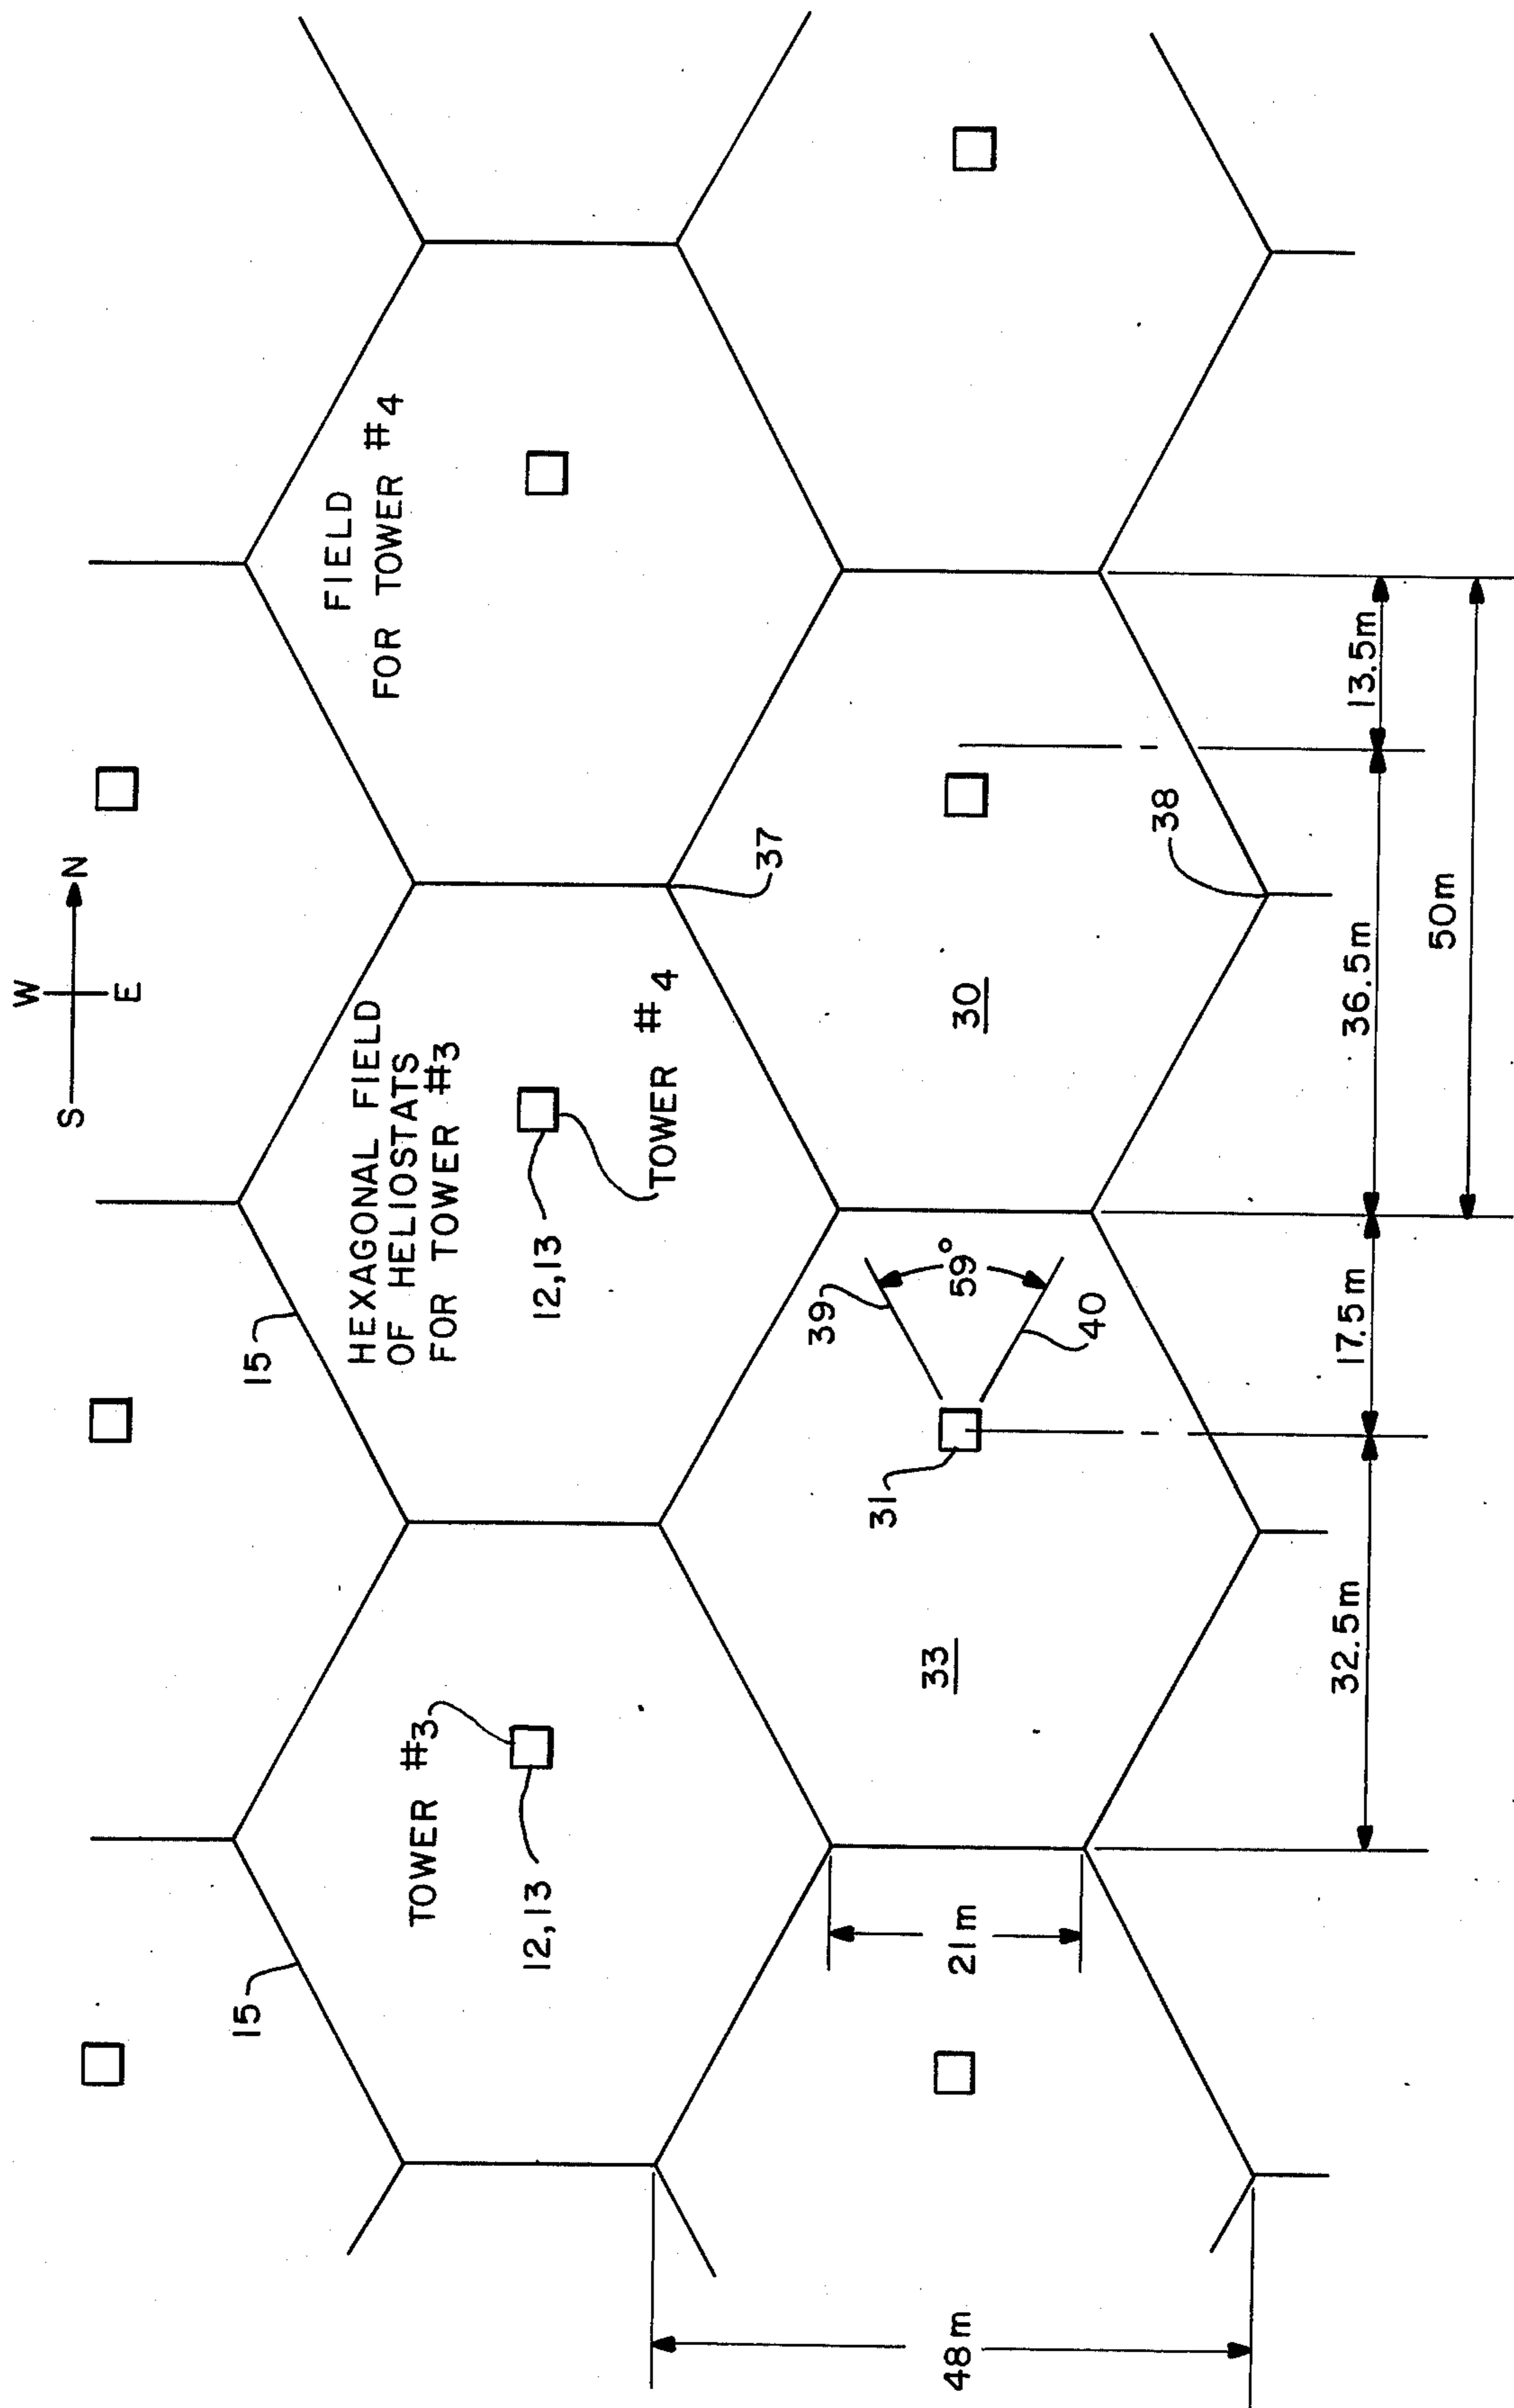 W
S
N
E
FIELD
FOR TOWER #4
15
HEXAGONAL FIELD
OF HELIOSTATS
FOR TOWER #3
12,13
TOWER #4
15
TOWER #3
12,13
37
30
38
39
59°
40
31
33
21m
48m
13.5m
36.5m
50m
17.5m
32.5m